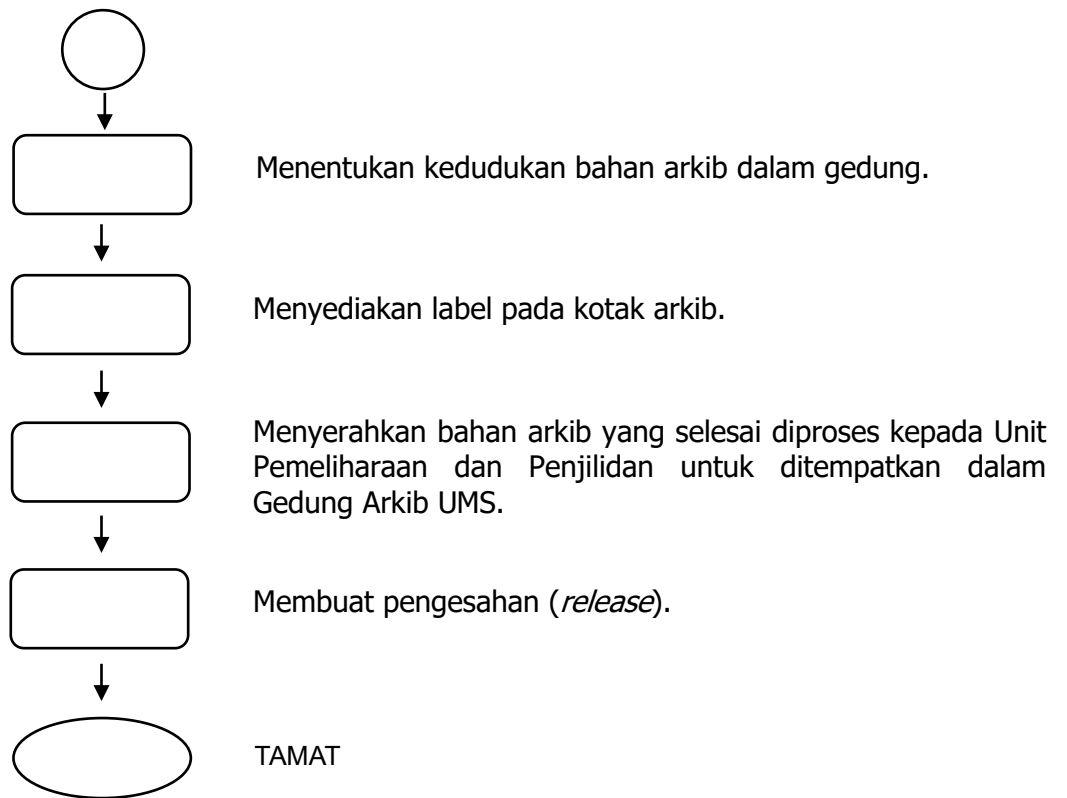 Menentukan kedudukan bahan arkib dalam gedung.
Menyediakan label pada kotak arkib.
Menyerahkan bahan arkib yang selesai diproses kepada Unit
Pemeliharaan dan Penjilidan untuk ditempatkan dalam
Gedung Arkib UMS.
Membuat pengesahan (release).
TAMAT